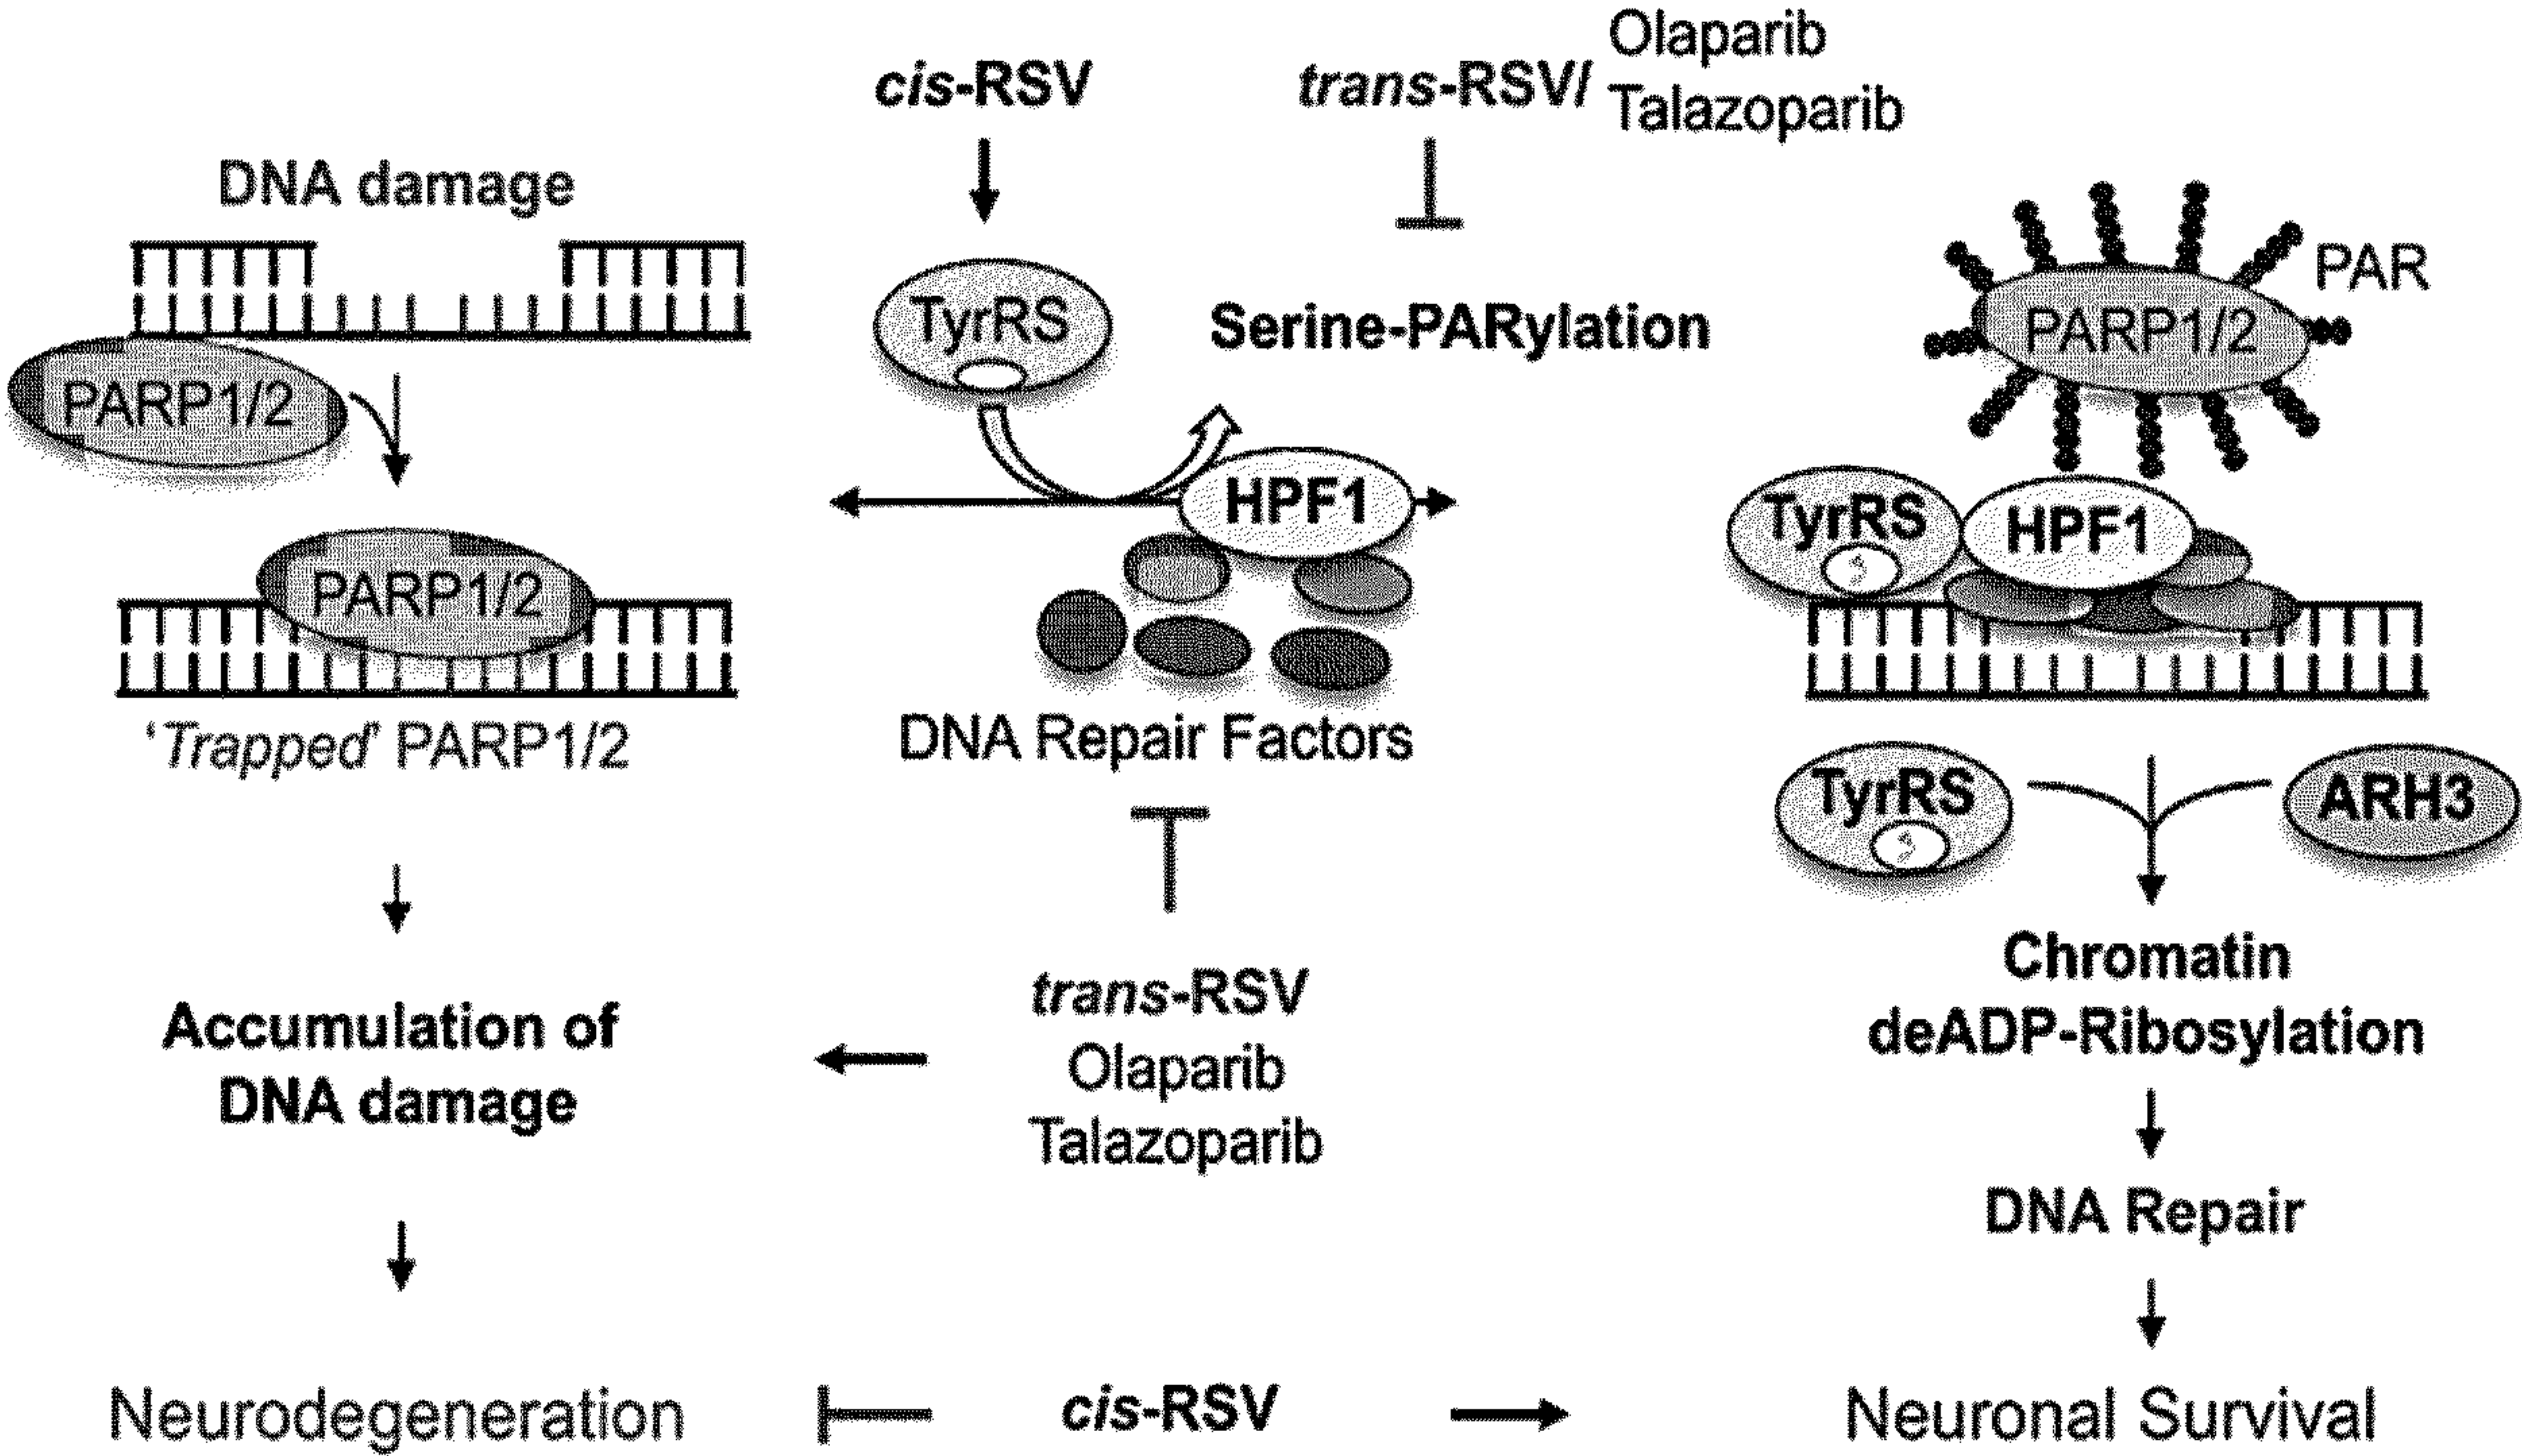 Olaparib
cis-RSV
trans-RSV/
Talazoparib
DNA damage
PAR
TyrRS
Serine-PARylation
PARP1/2
PARP1/2
HPF1
TyrRS
HPF1
PARP1/2
'Trapped' PARP1/2
DNA Repair Factors
TyrRS
ARH3
Chromatin
deADP-Ribosylation
trans-RSV
Olaparib
Talazoparib
Accumulation of
DNA damage
DNA Repair
Neurodegeneration
cis-RSV
Neuronal Survival